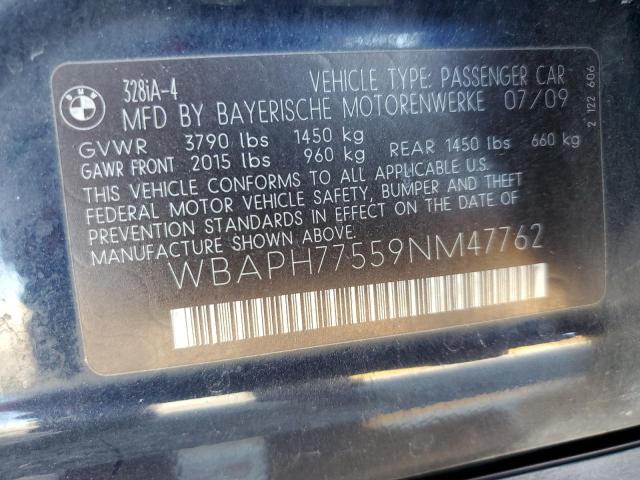 BMW
328iA-4 VEHICLE TYPE: PASSENGER CAR
MFD BY BAYERISCHE MOTORENWERKE 07/09
GVWR 3790 lbs 1450 kg
GAWR FRONT 2015 lbs 960 kg REAR 1450 lbs 660 kg
THIS VEHICLE CONFORMS TO ALL APPLICABLE U.S.
FEDERAL MOTOR VEHICLE SAFETY, BUMPER AND THEFT
PREVENTION STANDARDS IN EFFECT ON THE DATE OF
MANUFACTURE SHOWN ABOVE.
WBAPH77559NM47762
2 122 606